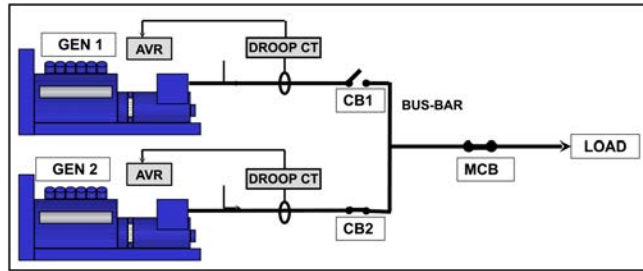 GEN 1
AVR
DROOP CT
CB1
BUS-BAR
MCB
LOAD
GEN 2
AVR
DROOP CT
CB2